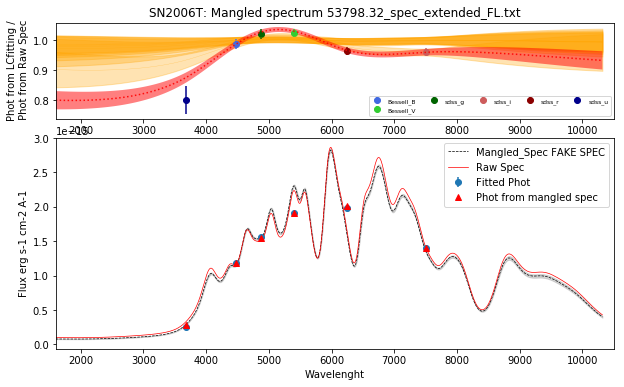 SN2006T: Mangled spectrum 53798.32_spec_extended_FL.txt
Phot from LCfitting /
Phot from Raw Spec
1.0
0.9
0.8
Bessell_B
Bessell_V
sdss_g
sdss_i
sdss_r
sdss_u
2000 3000 4000 5000 6000 7000 8000 9000 10000
Flux erg s-1 cm-2 A-1
3.0
2.5
2.0
1.5
1.0
0.5
0.0
Mangled_Spec FAKE SPEC
Raw Spec
Fitted Phot
Phot from mangled spec
2000 3000 4000 5000 6000 7000 8000 9000 10000
Wavelenght